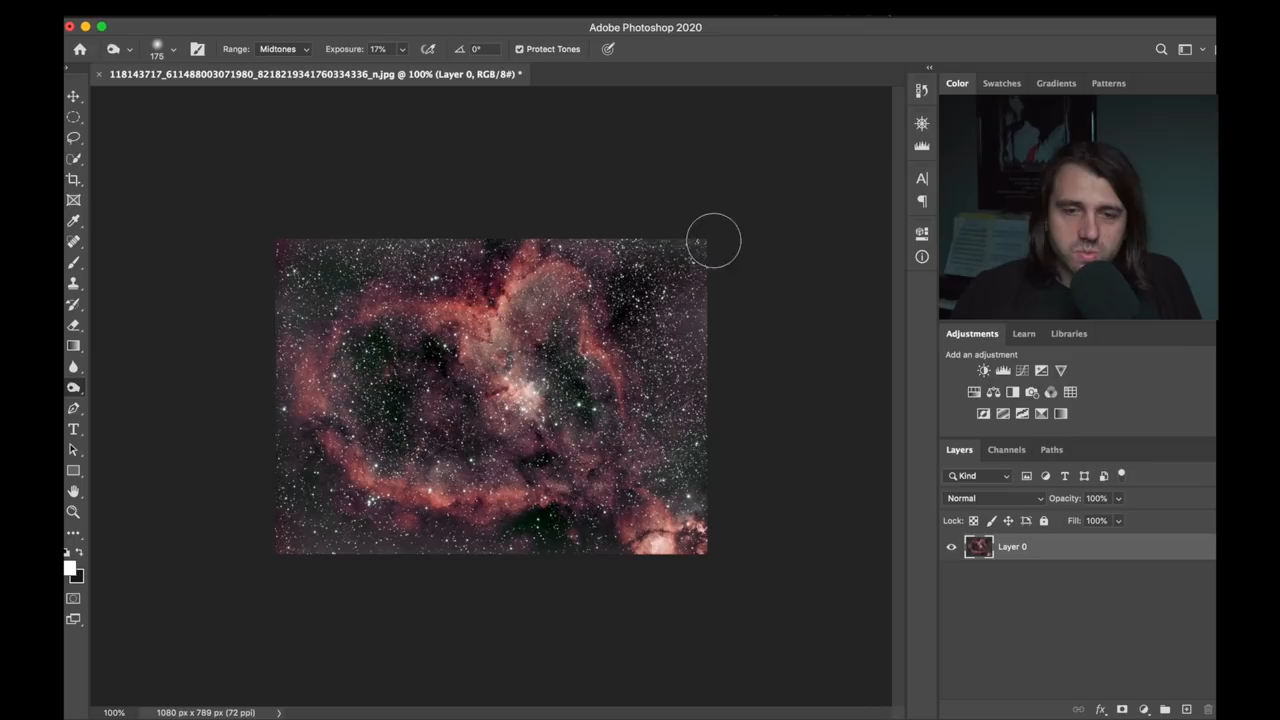 Adobe Photoshop 2020
175 Range: Midtones Exposure: 17% 0° Protect Tones
118143717_611488003071980_8218219341760334336_n.jpg @ 100% (Layer 0, RGB/8#) *
Color Swatches Gradients Patterns
Adjustments Learn Libraries
Add an adjustment
Layers Channels Paths
Kind
Normal Opacity: 100%
Lock: Fill: 100%
Layer 0
100% 1080 px x 789 px (72 ppi)